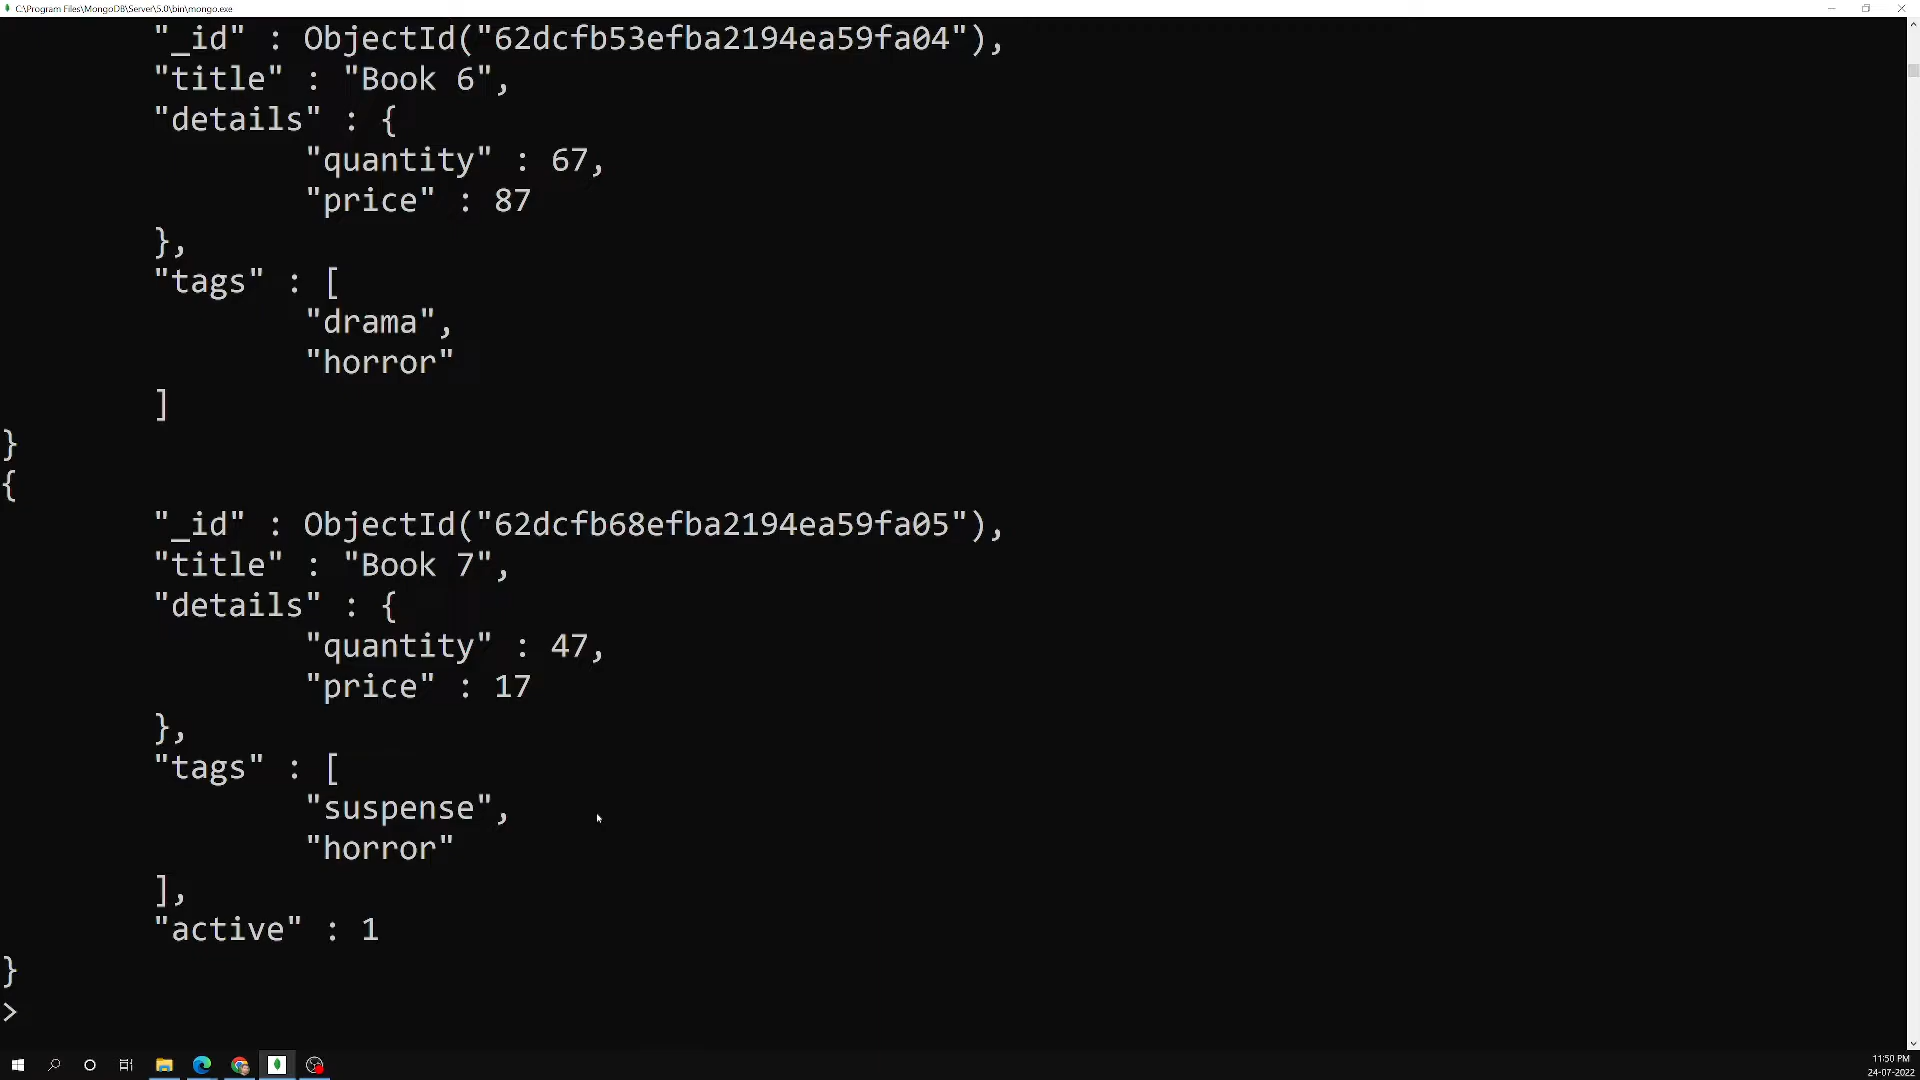 C:\Program Files\MongoDB\Server\5.0\bin\mongo.exe
"_id" : ObjectId("62dcfb53efba2194ea59fa04"),
"title" : "Book 6",
"details" : {
"quantity" : 67,
"price" : 87
},
"tags" : [
"drama",
"horror"
]
}
{
"_id" : ObjectId("62dcfb68efba2194ea59fa05"),
"title" : "Book 7",
"details" : {
"quantity" : 47,
"price" : 17
},
"tags" : [
"suspense",
"horror"
],
"active" : 1
}
>
11:50 PM
24-07-2022